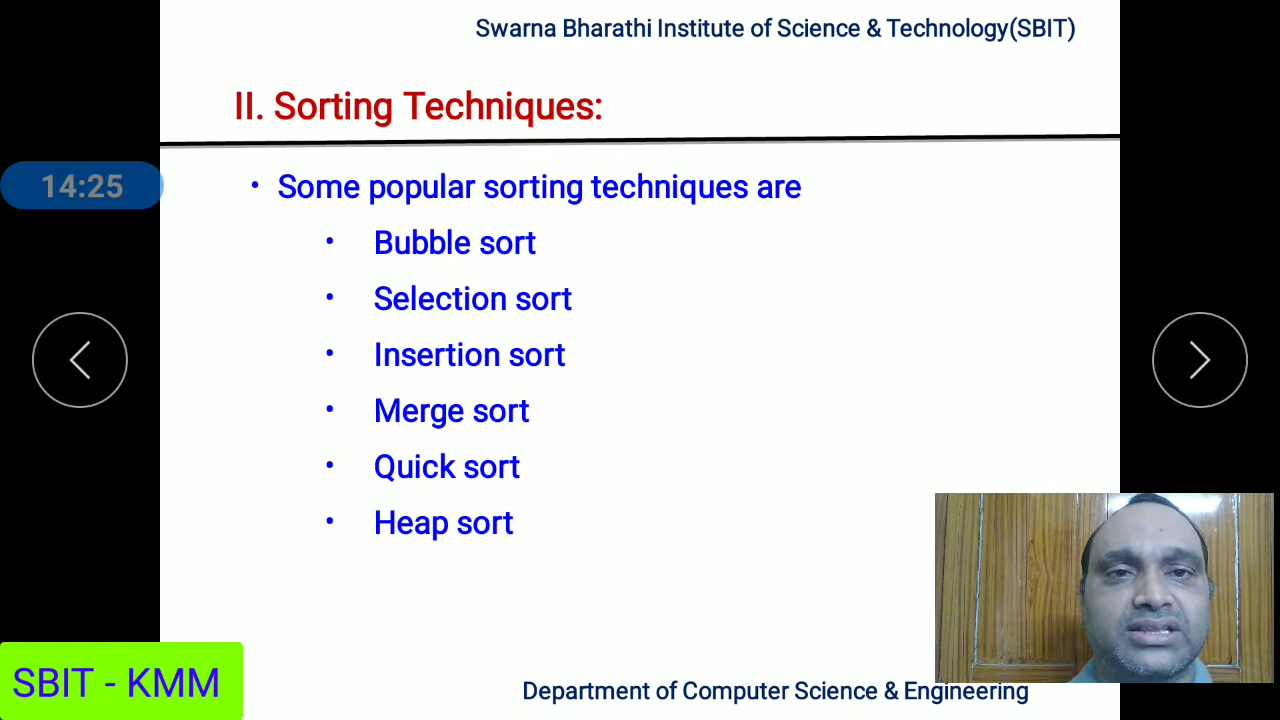 Swarna Bharathi Institute of Science & Technology(SBIT)
II. Sorting Techniques:
14:25
• Some popular sorting techniques are
• Bubble sort
• Selection sort
• Insertion sort
• Merge sort
• Quick sort
• Heap sort
SBIT - KMM
Department of Computer Science & Engineering